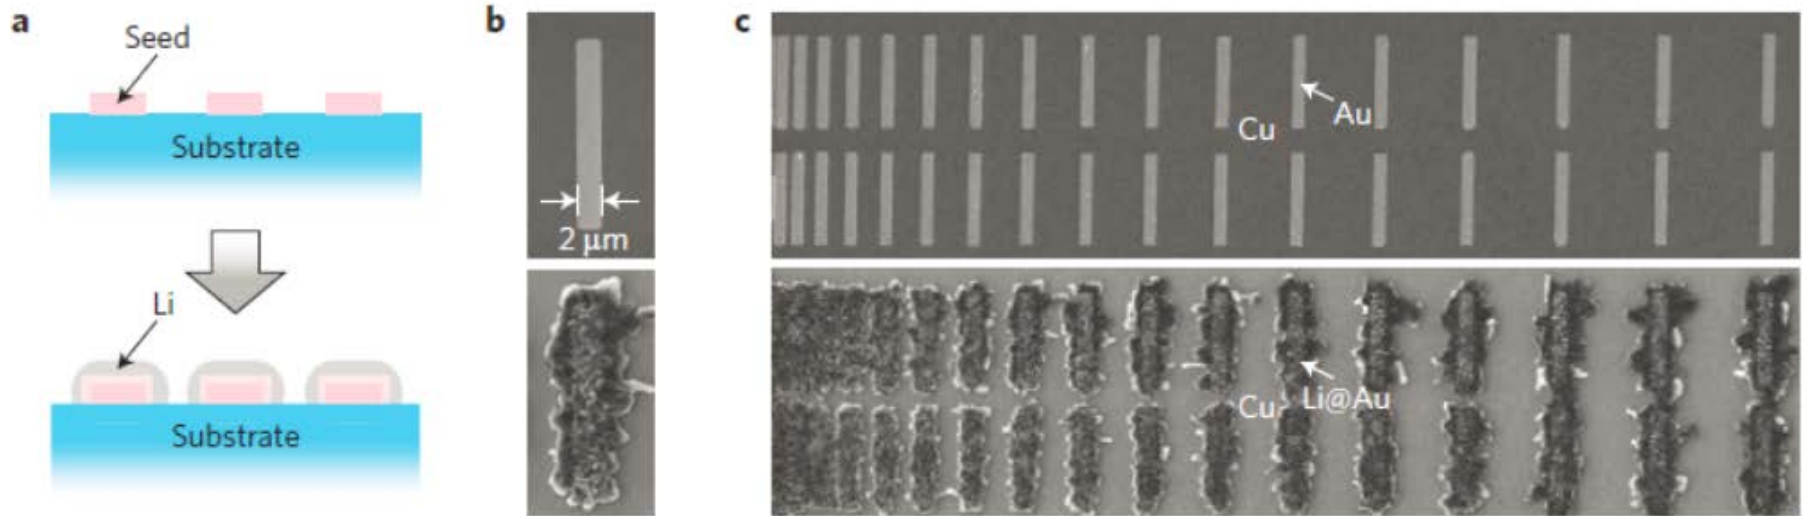 a
Seed
Substrate
Li
Substrate
b
2 μm
c
Cu
Au
Cu
Li@Au